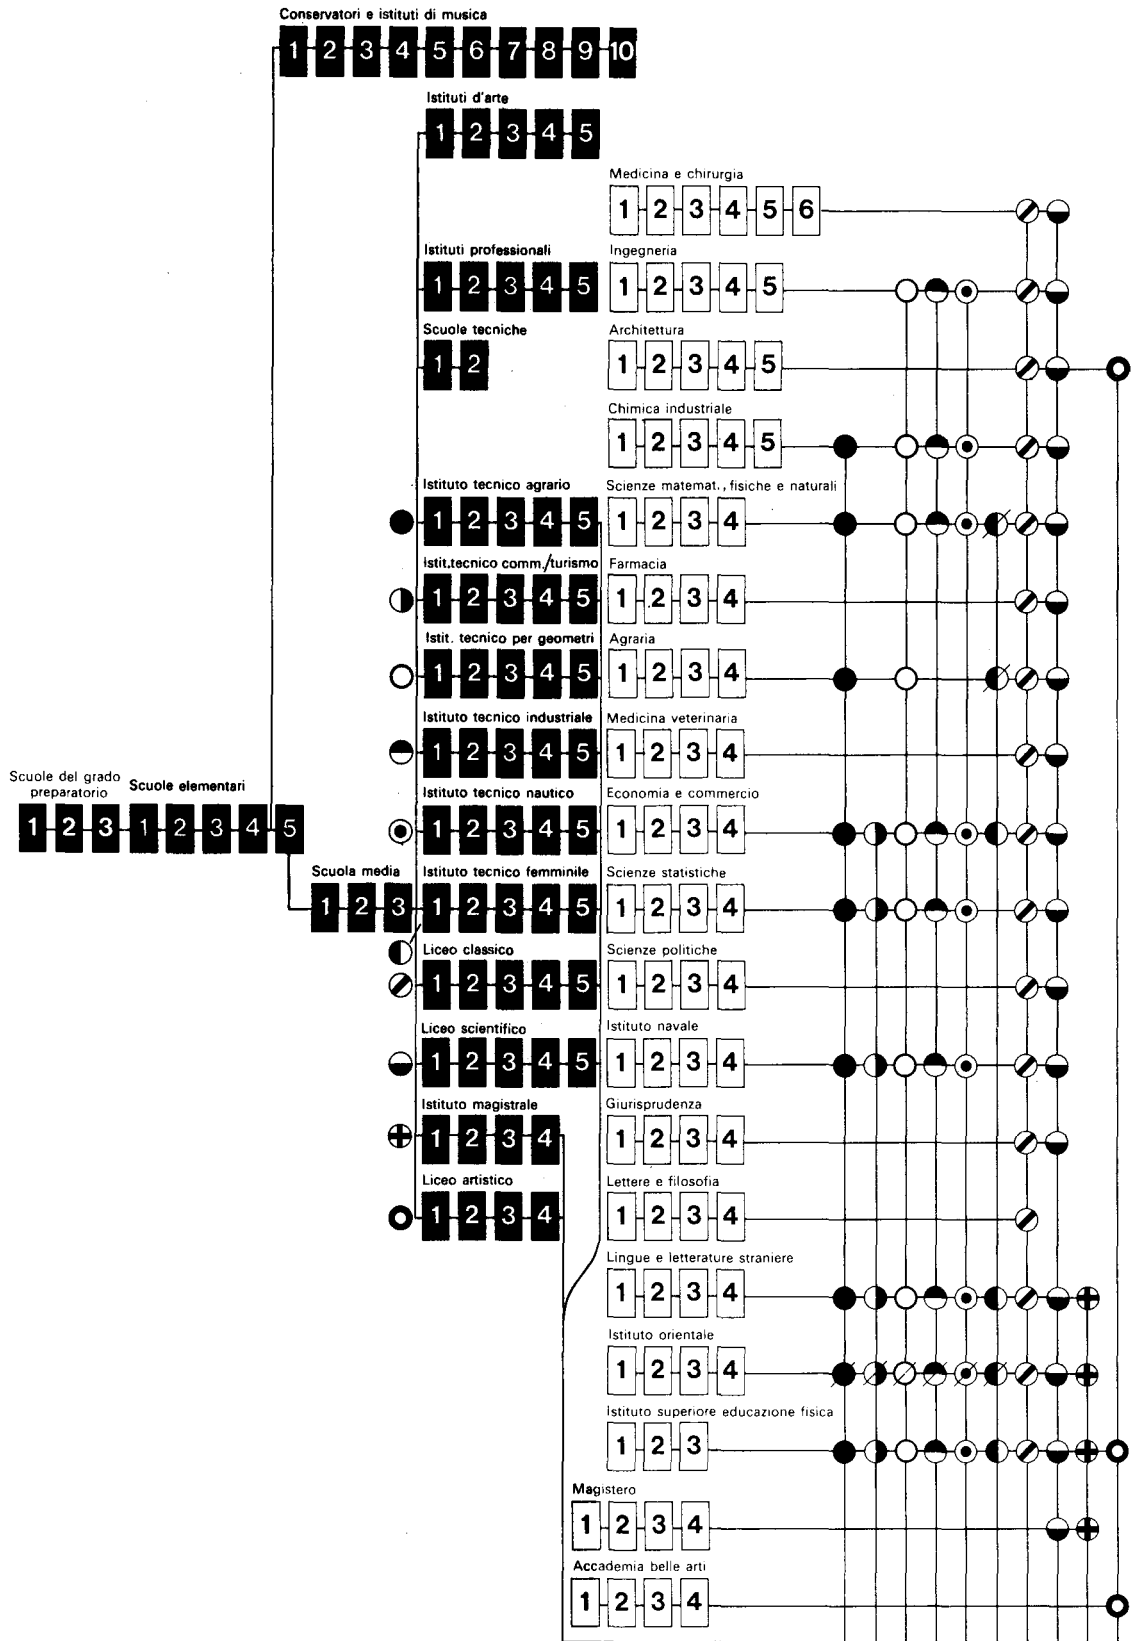 Conservatori e istituti di musica
1 2 3 4 5 6 7 8 9 10
Istituti d'arte
1 2 3 4 5
Medicina e chirurgia
1 2 3 4 5 6
Istituti professionali
1 2 3 4 5
Ingegneria
1 2 3 4 5
Scuole tecniche
1 2
Architettura
1 2 3 4 5
Chimica industriale
1 2 3 4 5
Istituto tecnico agrario
1 2 3 4 5
Scienze matemat., fisiche e naturali
1 2 3 4
Istit.tecnico comm./turismo
1 2 3 4 5
Farmacia
1 2 3 4
Istit. tecnico per geometri
1 2 3 4 5
Agraria
1 2 3 4
Istituto tecnico industriale
1 2 3 4 5
Medicina veterinaria
1 2 3 4
Scuole del grado
preparatorio
1 2 3
Scuole elementari
1 2 3 4 5
Istituto tecnico nautico
1 2 3 4 5
Economia e commercio
1 2 3 4
Scuola media
1 2 3
Istituto tecnico femminile
1 2 3 4 5
Scienze statistiche
1 2 3 4
Liceo classico
1 2 3 4 5
Scienze politiche
1 2 3 4
Liceo scientifico
1 2 3 4 5
Istituto navale
1 2 3 4
Istituto magistrale
1 2 3 4
Giurisprudenza
1 2 3 4
Liceo artistico
1 2 3 4
Lettere e filosofia
1 2 3 4
Lingue e letterature straniere
1 2 3 4
Istituto orientale
1 2 3 4
Istituto superiore educazione fisica
1 2 3
Magistero
1 2 3 4
Accademia belle arti
1 2 3 4